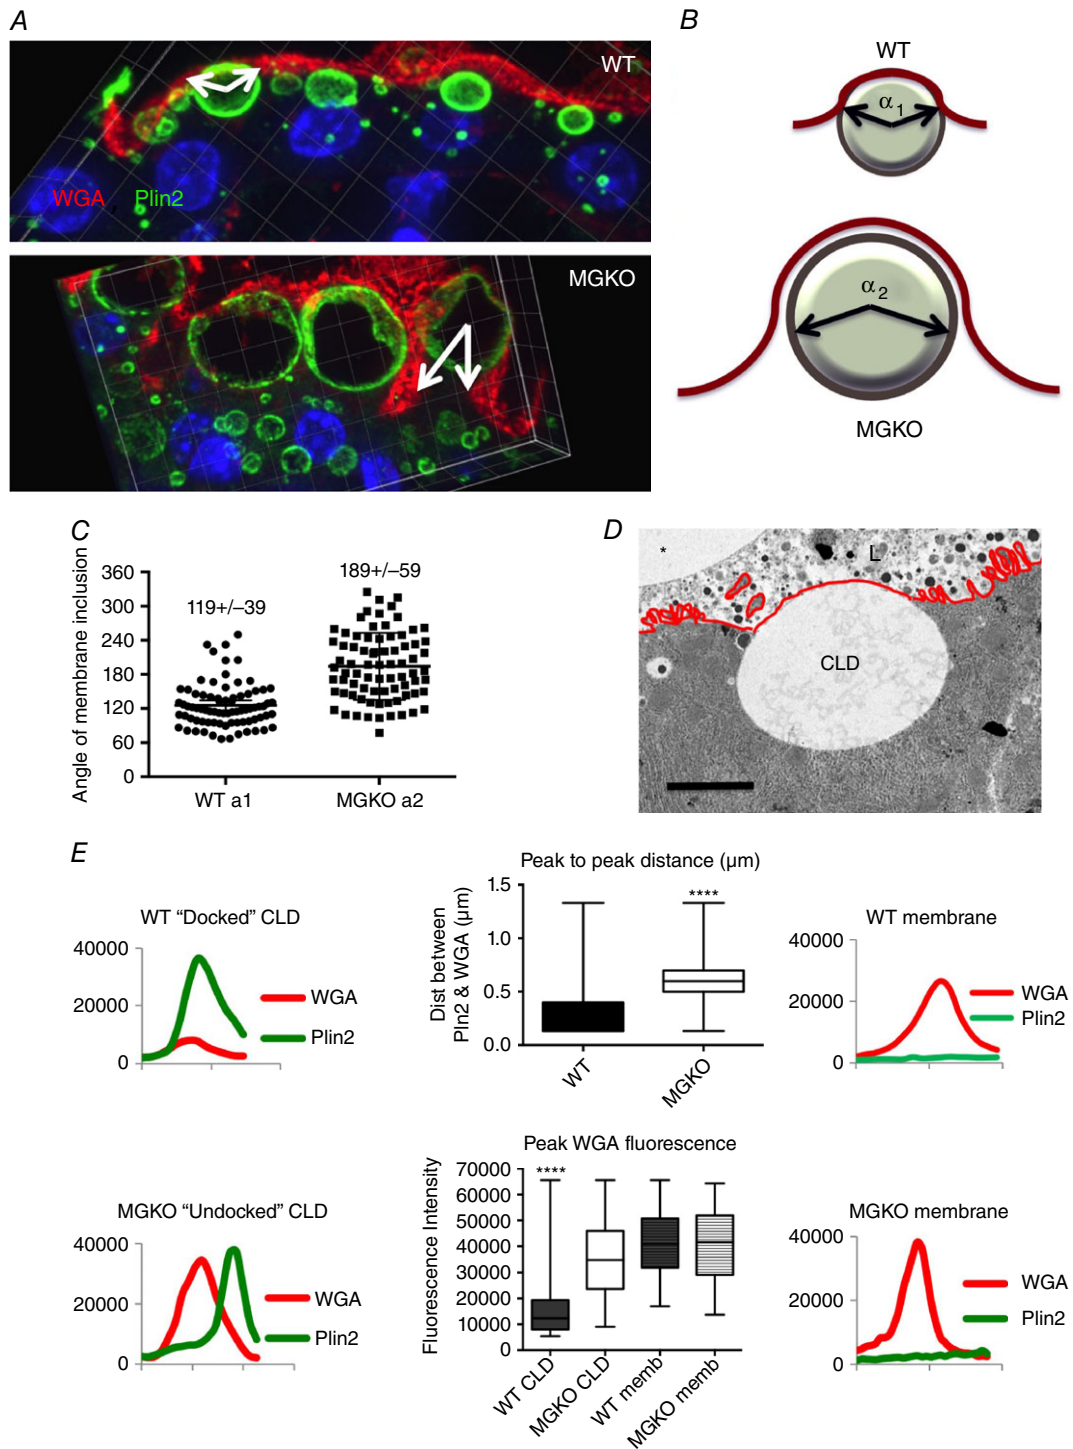 A
WT
WGA , Plin2
MGKO
B
WT
α1
α2
MGKO
C
Angle of membrane inclusion
360
300
240
180
120
60
0
119+/–39
189+/–59
WT a1
MGKO a2
D
*
L
CLD
E
WT “Docked” CLD
40000
20000
0
WGA
Plin2
Peak to peak distance (µm)
Dist between
Pln2 & WGA (µm)
1.5
1.0
0.5
0.0
****
WT
MGKO
WT membrane
40000
20000
0
WGA
Plin2
MGKO “Undocked” CLD
40000
20000
0
WGA
Plin2
Peak WGA fluorescence
Fluorescence Intensity
70000
60000
50000
40000
30000
20000
10000
0
****
WT CLD
MGKO CLD
WT memb
MGKO memb
MGKO membrane
40000
20000
0
WGA
Plin2